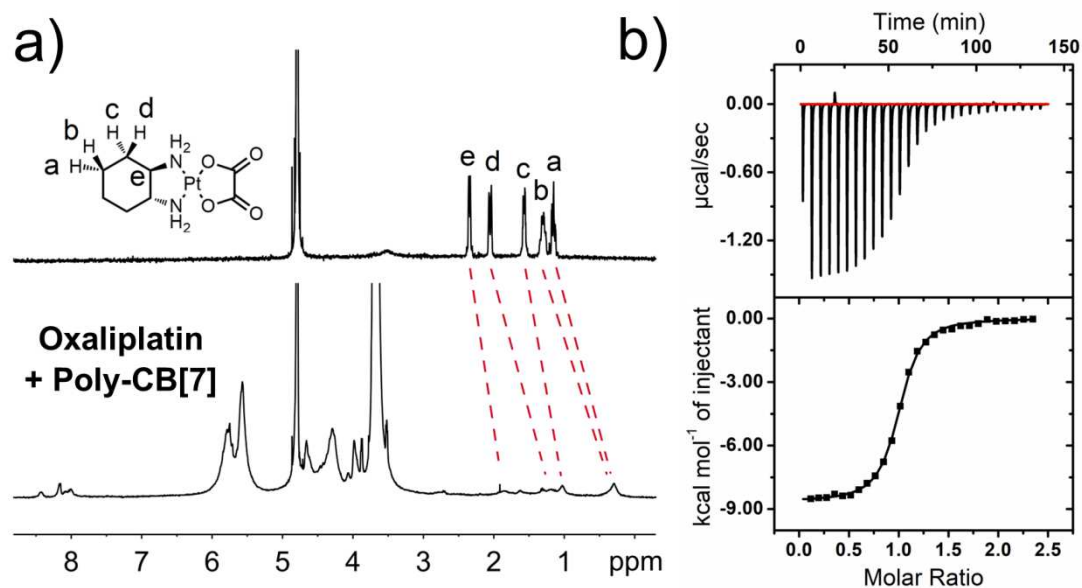 a)
c d
b H H
a H H NH₂
e Pt O O
O O
N
H₂
e d c b a
Oxaliplatin
+ Poly-CB[7]
8 7 6 5 4 3 2 1 ppm
b)
Time (min)
0 50 100 150
0.00
-0.60
-1.20
µcal/sec
0.00
-3.00
-6.00
-9.00
kcal mol⁻¹ of injectant
0.0 0.5 1.0 1.5 2.0 2.5
Molar Ratio